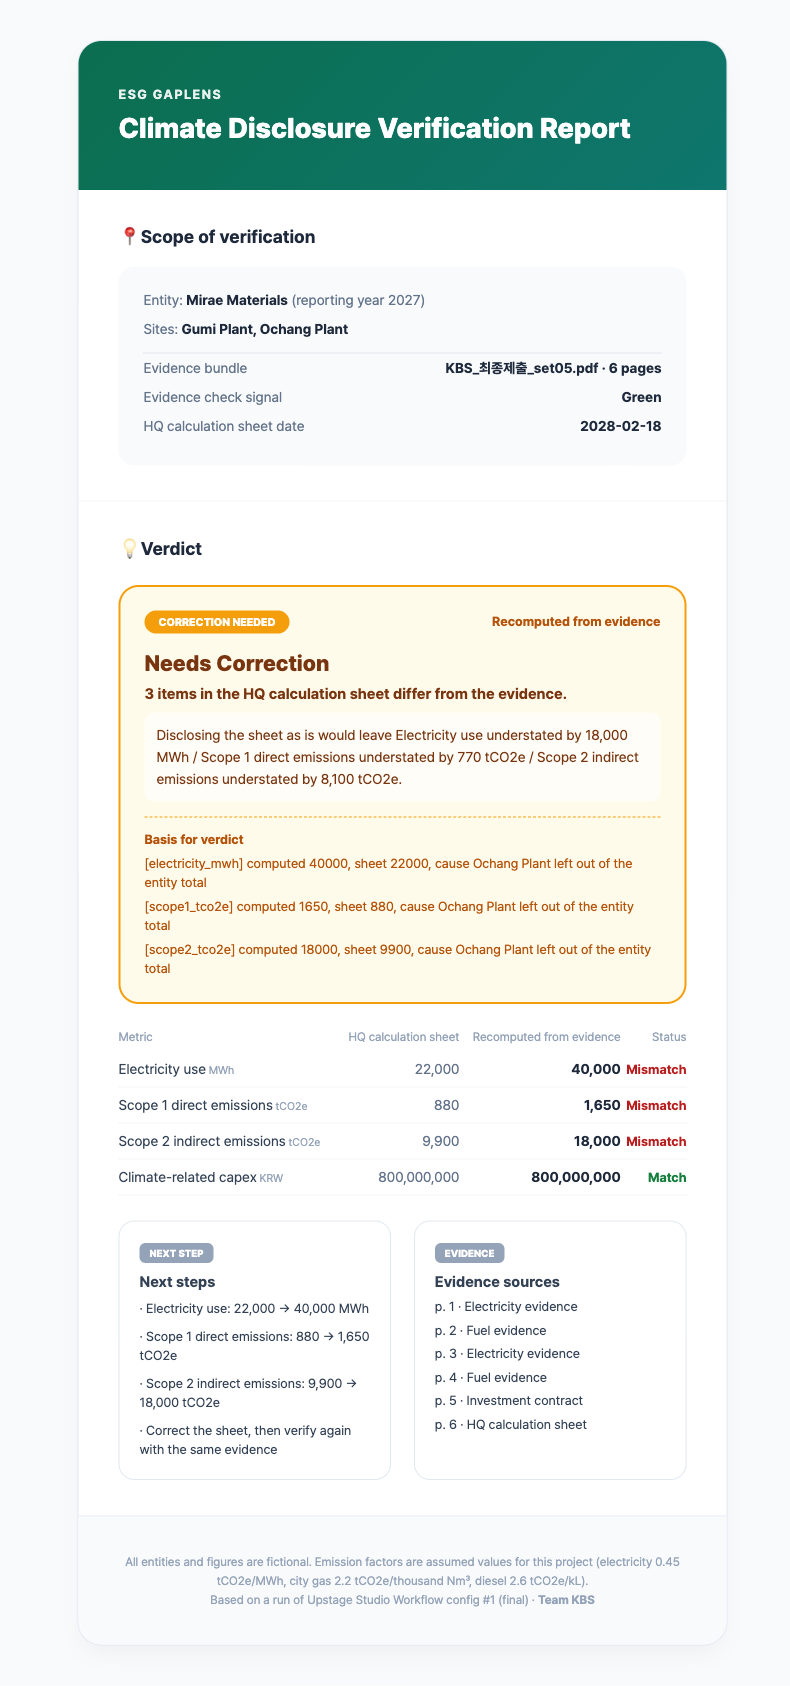 ESG GAPLENS
Climate Disclosure Verification Report
📍 Scope of verification
Entity: Mirae Materials (reporting year 2027)
Sites: Gumi Plant, Ochang Plant
Evidence bundle KBS_최종제출_set05.pdf · 6 pages
Evidence check signal Green
HQ calculation sheet date 2028-02-18
💡 Verdict
CORRECTION NEEDED Recomputed from evidence
Needs Correction
3 items in the HQ calculation sheet differ from the evidence.
Disclosing the sheet as is would leave Electricity use understated by 18,000
MWh / Scope 1 direct emissions understated by 770 tCO2e / Scope 2 indirect
emissions understated by 8,100 tCO2e.
Basis for verdict
[electricity_mwh] computed 40000, sheet 22000, cause Ochang Plant left out of the
entity total
[scope1_tco2e] computed 1650, sheet 880, cause Ochang Plant left out of the entity
total
[scope2_tco2e] computed 18000, sheet 9900, cause Ochang Plant left out of the entity
total
Metric HQ calculation sheet Recomputed from evidence Status
Electricity use MWh 22,000 40,000 Mismatch
Scope 1 direct emissions tCO2e 880 1,650 Mismatch
Scope 2 indirect emissions tCO2e 9,900 18,000 Mismatch
Climate-related capex KRW 800,000,000 800,000,000 Match
NEXT STEP
Next steps
· Electricity use: 22,000 → 40,000 MWh
· Scope 1 direct emissions: 880 → 1,650
tCO2e
· Scope 2 indirect emissions: 9,900 →
18,000 tCO2e
· Correct the sheet, then verify again
with the same evidence
EVIDENCE
Evidence sources
p. 1 · Electricity evidence
p. 2 · Fuel evidence
p. 3 · Electricity evidence
p. 4 · Fuel evidence
p. 5 · Investment contract
p. 6 · HQ calculation sheet
All entities and figures are fictional. Emission factors are assumed values for this project (electricity 0.45
tCO2e/MWh, city gas 2.2 tCO2e/thousand Nm³, diesel 2.6 tCO2e/kL).
Based on a run of Upstage Studio Workflow config #1 (final) · Team KBS